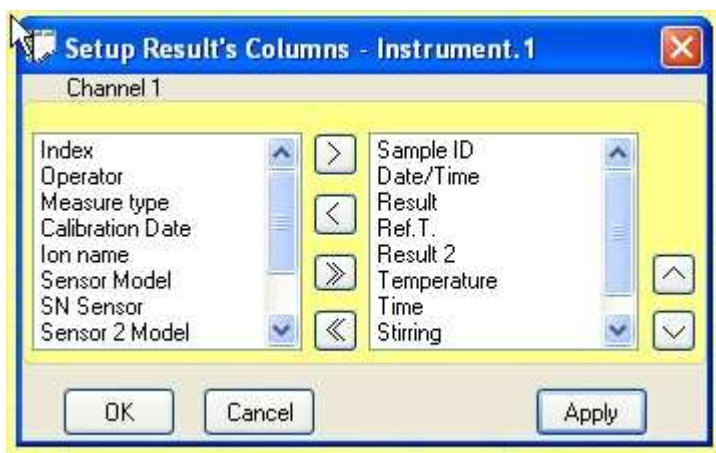 Setup Result's Columns - Instrument.1
Channel 1
Index
Operator
Measure type
Calibration Date
Ion name
Sensor Model
SN Sensor
Sensor 2 Model
>
<
>>
<<
Sample ID
Date/Time
Result
Ref.T.
Result 2
Temperature
Time
Stirring
OK
Cancel
Apply